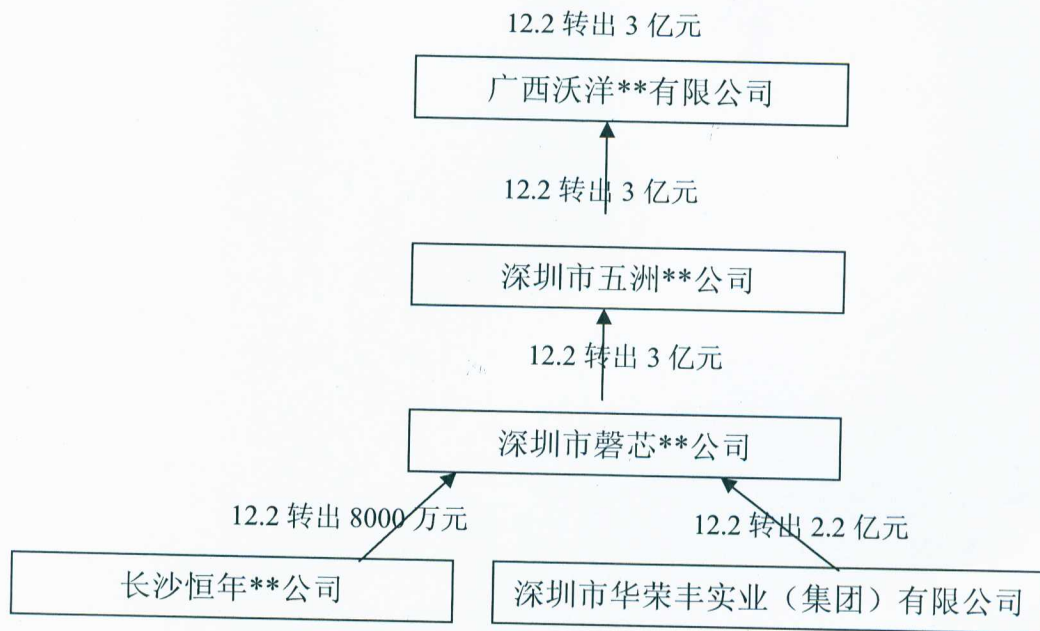 12.2 转出 3 亿元
广西沃洋**有限公司
12.2 转出 3 亿元
深圳市五洲**公司
12.2 转出 3 亿元
深圳市磬芯**公司
12.2 转出 8000 万元
12.2 转出 2.2 亿元
长沙恒年**公司
深圳市华荣丰实业（集团）有限公司